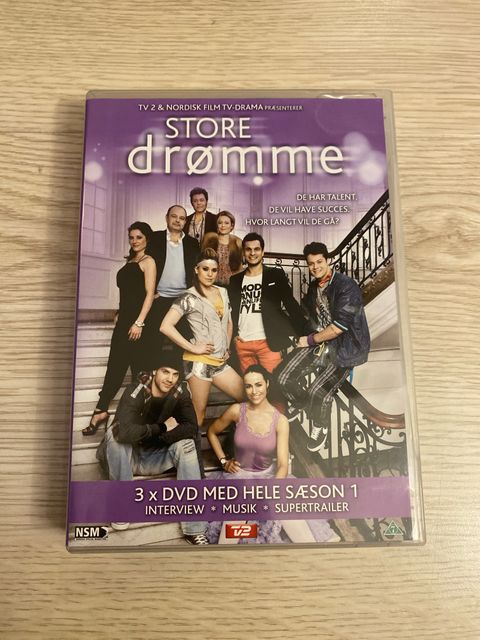 TV 2 & NORDISK FILM TV-DRAMA PRÆSENTERER
STORE
drømme
DE HAR TALENT.
DE VIL HAVE SUCCES.
HVOR LANGT VIL DE GÅ?
3 x DVD MED HELE SÆSON 1
INTERVIEW * MUSIK * SUPERTRAILER
NSM
TV2